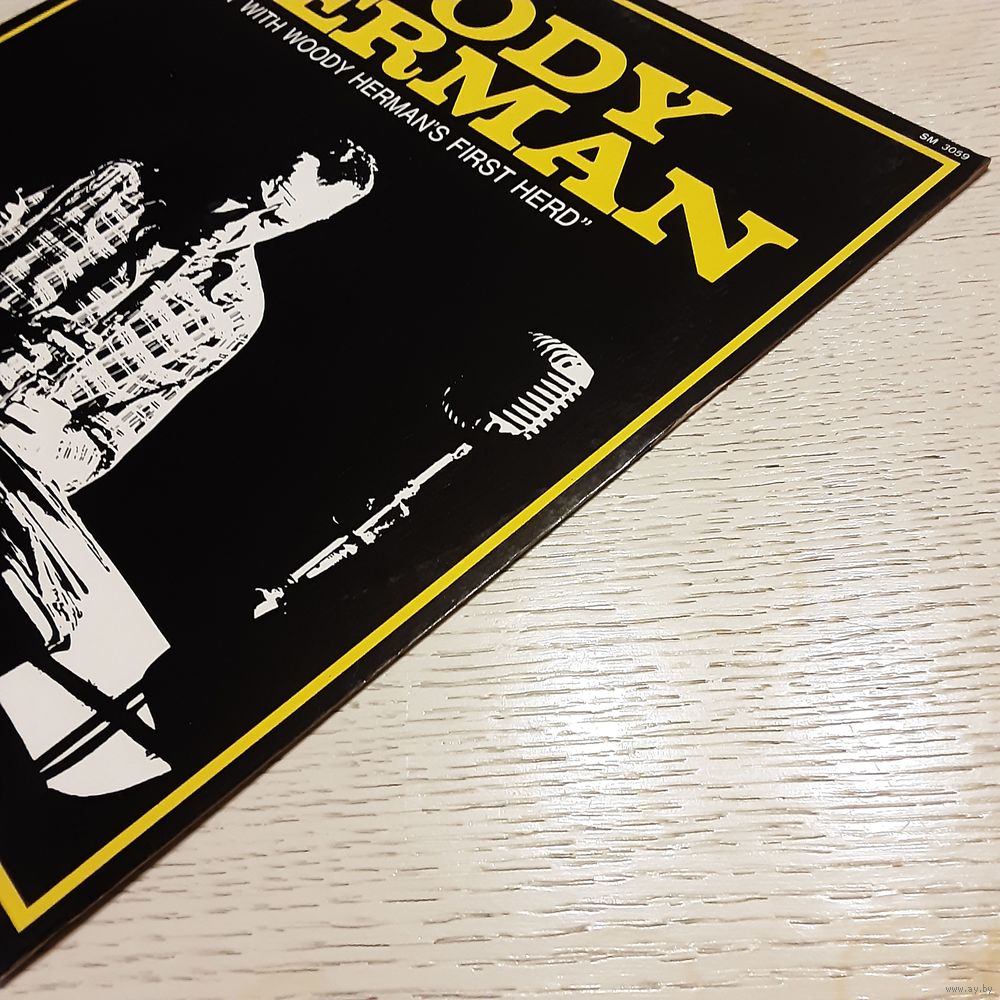 ODY
ERMAN
WITH WOODY HERMAN'S FIRST HERD"
SM 3059
www.ay.by